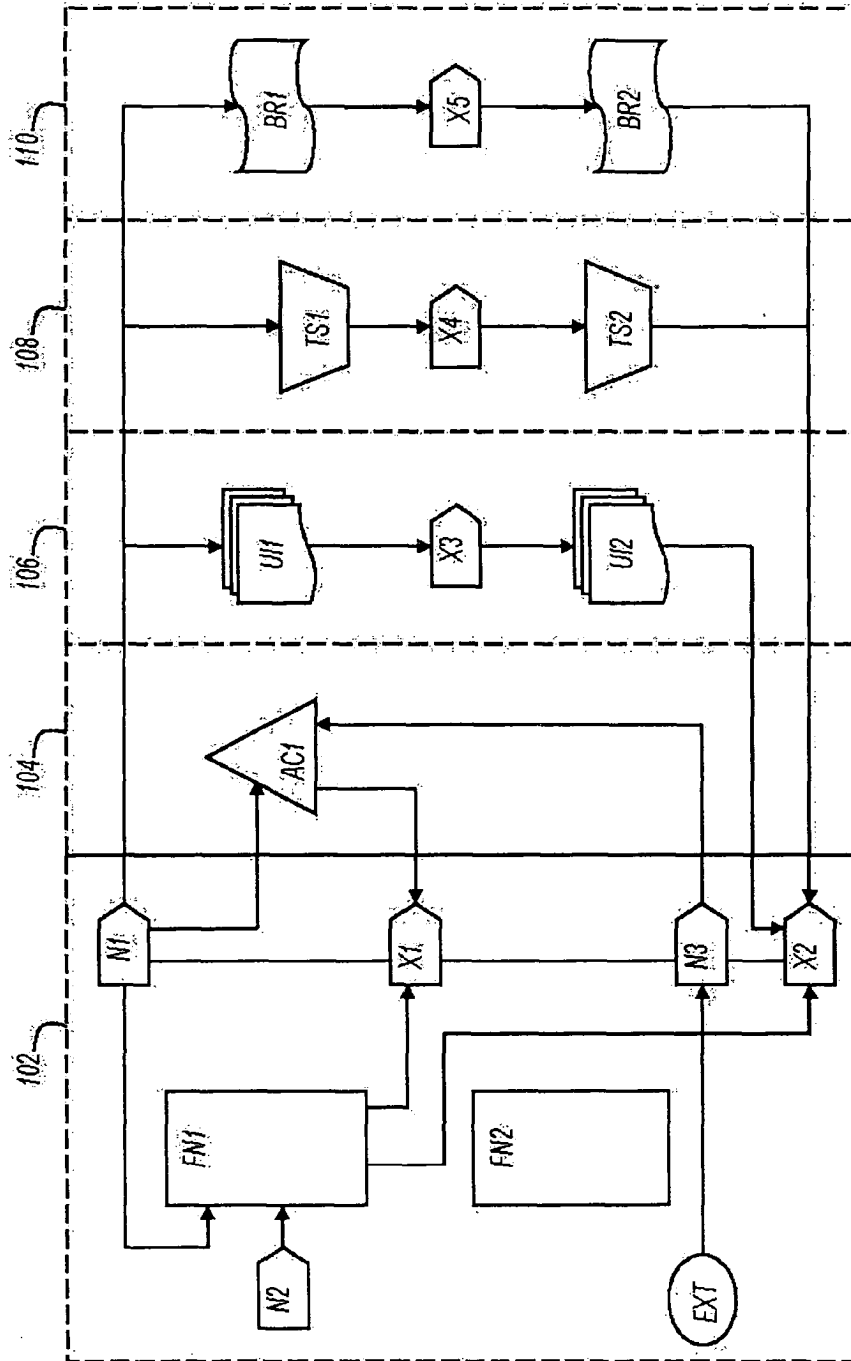 102
104
106
108
110
N1
N2
FN1
X1
AC1
UI1
X3
UI2
TS1
X4
TS2
BR1
X5
BR2
FN2
EXT
N3
X2